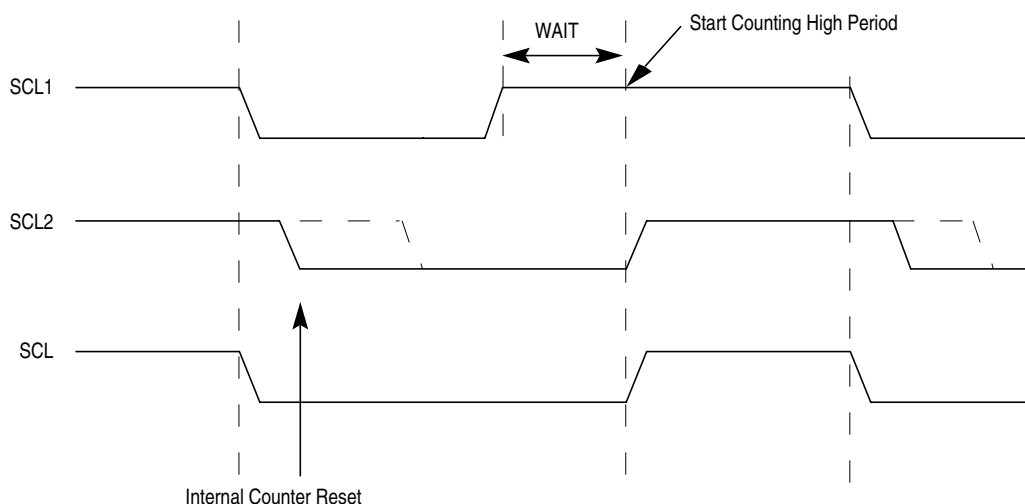 Start Counting High Period
WAIT
SCL1
SCL2
SCL
Internal Counter Reset